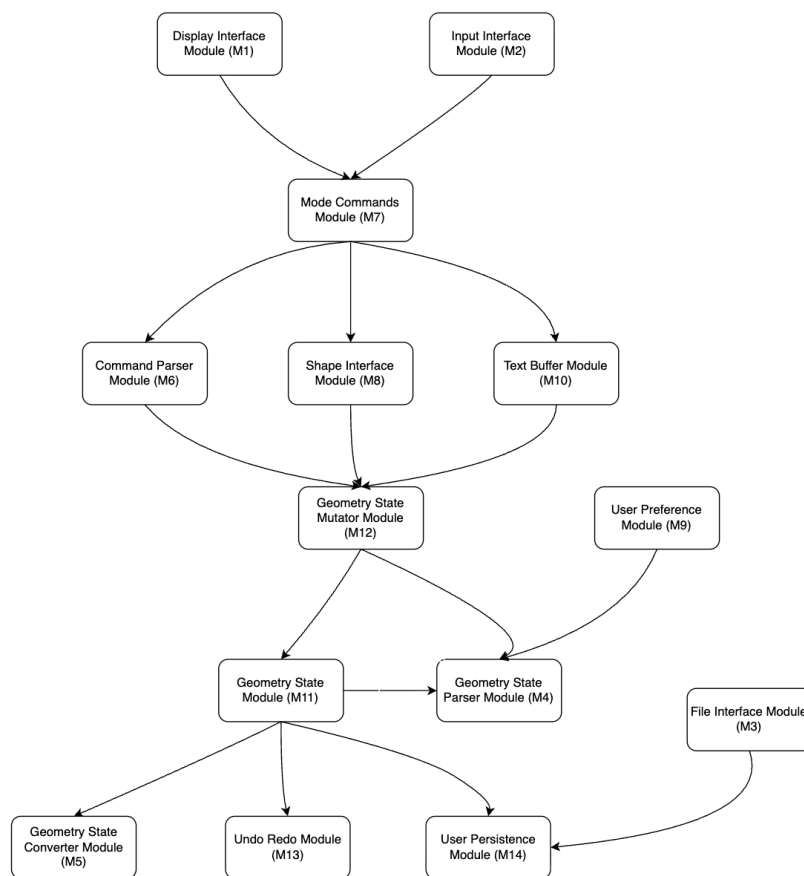 Display Interface
Module (M1)
Input Interface
Module (M2)
Mode Commands
Module (M7)
Command Parser
Module (M6)
Shape Interface
Module (M8)
Text Buffer Module
(M10)
Geometry State
Mutator Module
(M12)
User Preference
Module (M9)
Geometry State
Module (M11)
Geometry State
Parser Module (M4)
File Interface Module
(M3)
Geometry State
Converter Module
(M5)
Undo Redo Module
(M13)
User Persistence
Module (M14)